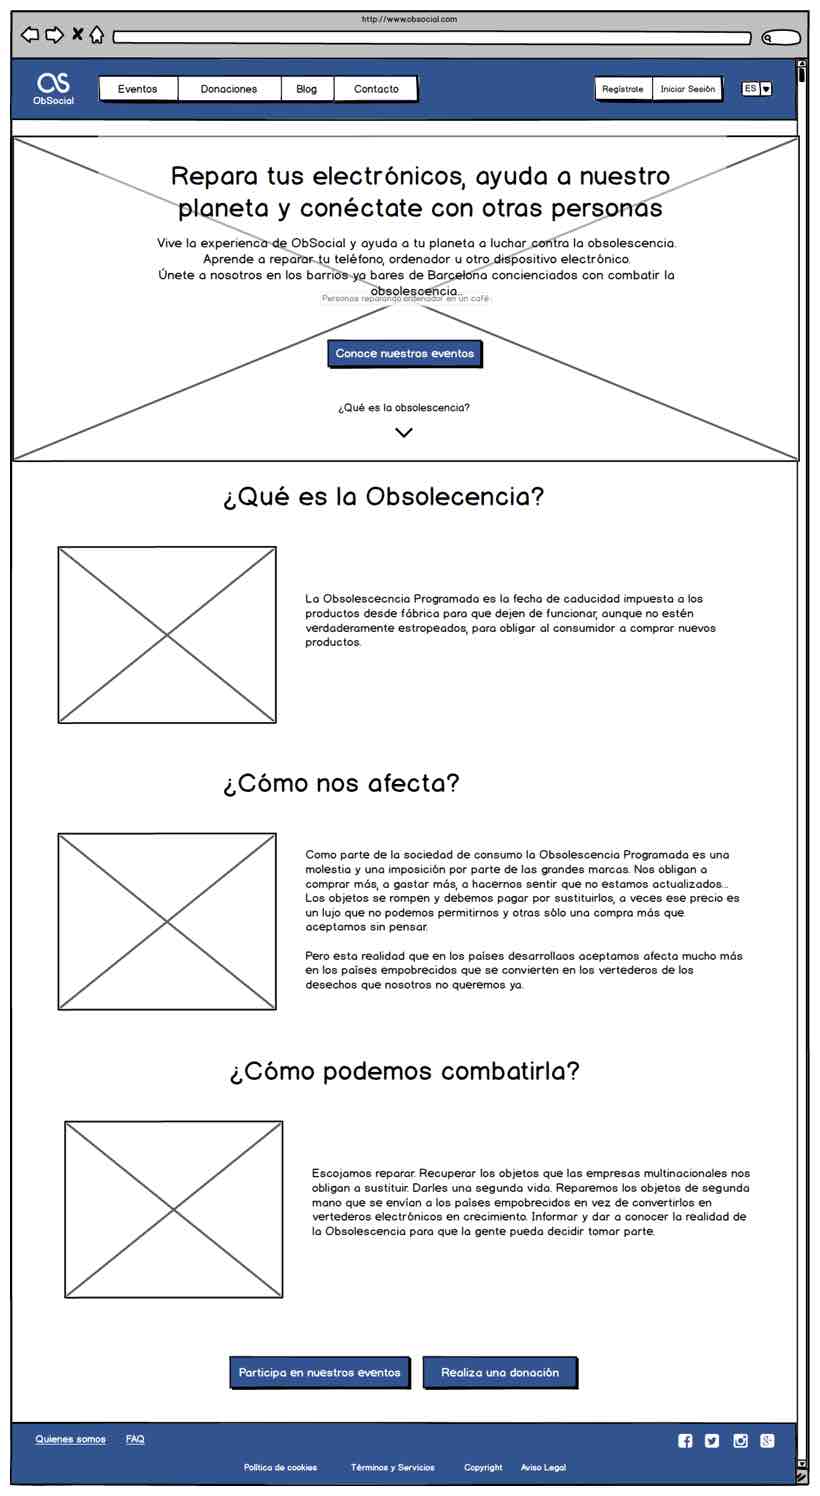 http://www.obsocial.com
ObSocial
Eventos
Donaciones
Blog
Contacto
Regístrate
Iniciar Sesión
ES
Repara tus electrónicos, ayuda a nuestro
planeta y conéctate con otras personas
Vive la experienca de ObSocial y ayuda a tu planeta a luchar contra la obsolescencia.
Aprende a reparar tu teléfono, ordenador u otro dispositivo electrónico.
Únete a nosotros en los barrios ya bares de Barcelona concienciados con combatir la
obsolescencia...
Personas reparando ordenador en un café.
Conoce nuestros eventos
¿Qué es la obsolescencia?
¿Qué es la Obsolecencia?
La Obsolescecncia Programada es la fecha de caducidad impuesta a los
productos desde fábrica para que dejen de funcionar, aunque no estén
verdaderamente estropeados, para obligar al consumidor a comprar nuevos
productos.
¿Cómo nos afecta?
Como parte de la sociedad de consumo la Obsolescencia Programada es una
molestia y una imposición por parte de las grandes marcas. Nos obligan a
comprar más, a gastar más, a hacernos sentir que no estamos actualizados...
Los objetos se rompen y debemos pagar por sustituirlos, a veces ese precio es
un lujo que no podemos permitirnos y otras sólo una compra más que
aceptamos sin pensar.
Pero esta realidad que en los países desarrollaos aceptamos afecta mucho más
en los países empobrecidos que se convierten en los vertederos de los
desechos que nosotros no queremos ya.
¿Cómo podemos combatirla?
Escojamos reparar. Recuperar los objetos que las empresas multinacionales nos
obligan a sustituir. Darles una segunda vida. Reparemos los objetos de segunda
mano que se envían a los países empobrecidos en vez de convertirlos en
vertederos electrónicos en crecimiento. Informar y dar a conocer la realidad de
la Obsolescencia para que la gente pueda decidir tomar parte.
Participa en nuestros eventos
Realiza una donación
Quienes somos
FAQ
Política de cookies
Términos y Servicios
Copyright
Aviso Legal